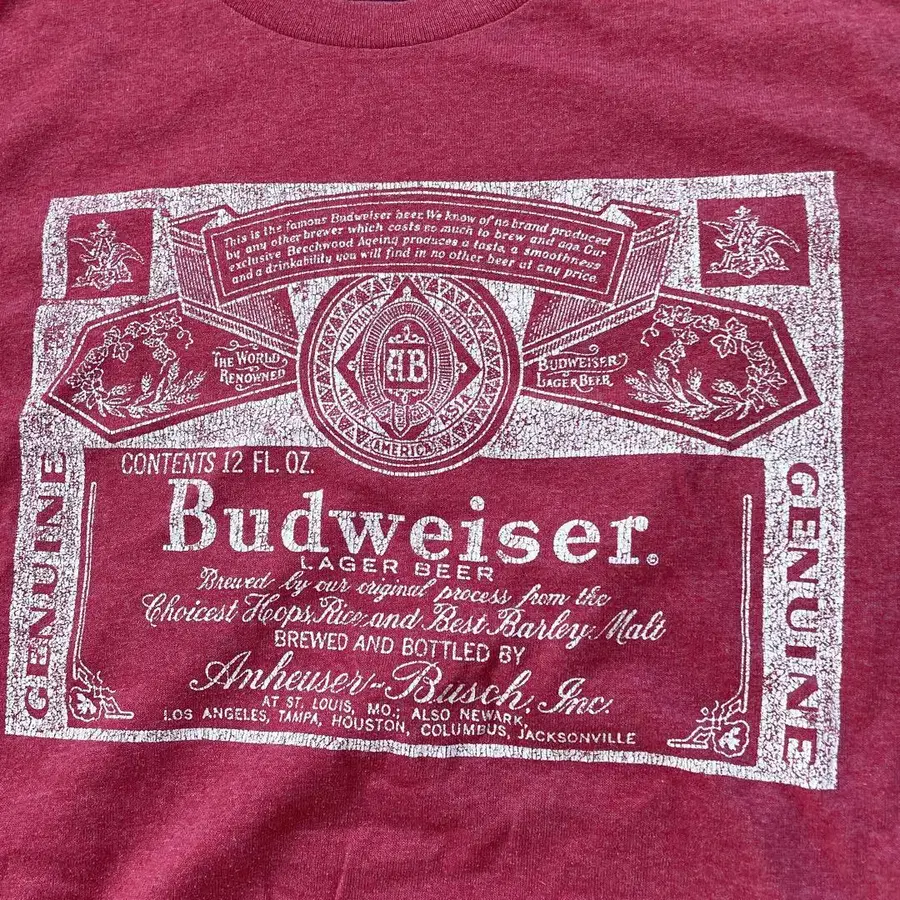 This is the famous Budweiser beer. We know of no brand produced
by any other brewer which costs so much to brew and age. Our
exclusive Beechwood Ageing produces a taste, a smoothness
and a drinkability you will find in no other beer at any price.
THE WORLD
RENOWNED
AB
BUDWEISER
LAGER BEER
AMERICA
ASIA
GENUINE
GENUINE
CONTENTS 12 FL. OZ.
Budweiser®
LAGER BEER
Brewed by our original process from the
Choicest Hops, Rice and Best Barley Malt
BREWED AND BOTTLED BY
Anheuser-Busch, Inc.
AT ST. LOUIS, MO.; ALSO NEWARK,
LOS ANGELES, TAMPA, HOUSTON, COLUMBUS, JACKSONVILLE